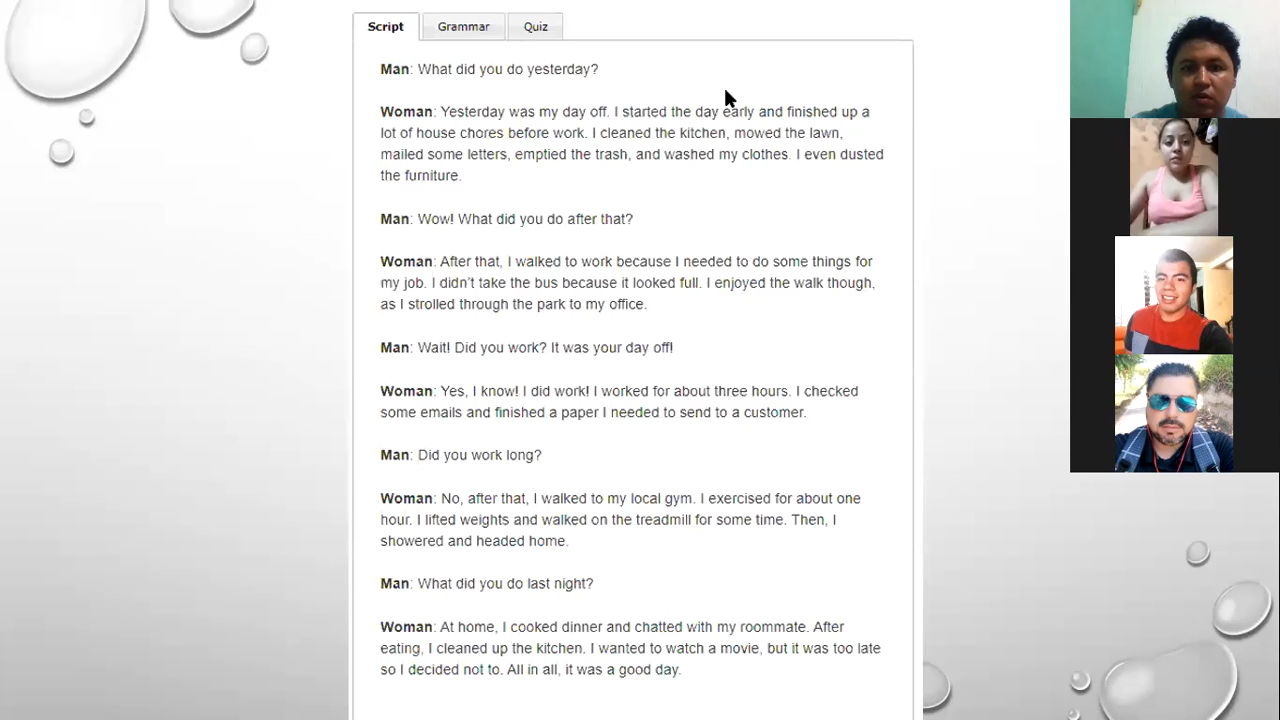 Script Grammar Quiz
Man: What did you do yesterday?
Woman: Yesterday was my day off. I started the day early and finished up a
lot of house chores before work. I cleaned the kitchen, mowed the lawn,
mailed some letters, emptied the trash, and washed my clothes. I even dusted
the furniture.
Man: Wow! What did you do after that?
Woman: After that, I walked to work because I needed to do some things for
my job. I didn't take the bus because it looked full. I enjoyed the walk though,
as I strolled through the park to my office.
Man: Wait! Did you work? It was your day off!
Woman: Yes, I know! I did work! I worked for about three hours. I checked
some emails and finished a paper I needed to send to a customer.
Man: Did you work long?
Woman: No, after that, I walked to my local gym. I exercised for about one
hour. I lifted weights and walked on the treadmill for some time. Then, I
showered and headed home.
Man: What did you do last night?
Woman: At home, I cooked dinner and chatted with my roommate. After
eating, I cleaned up the kitchen. I wanted to watch a movie, but it was too late
so I decided not to. All in all, it was a good day.